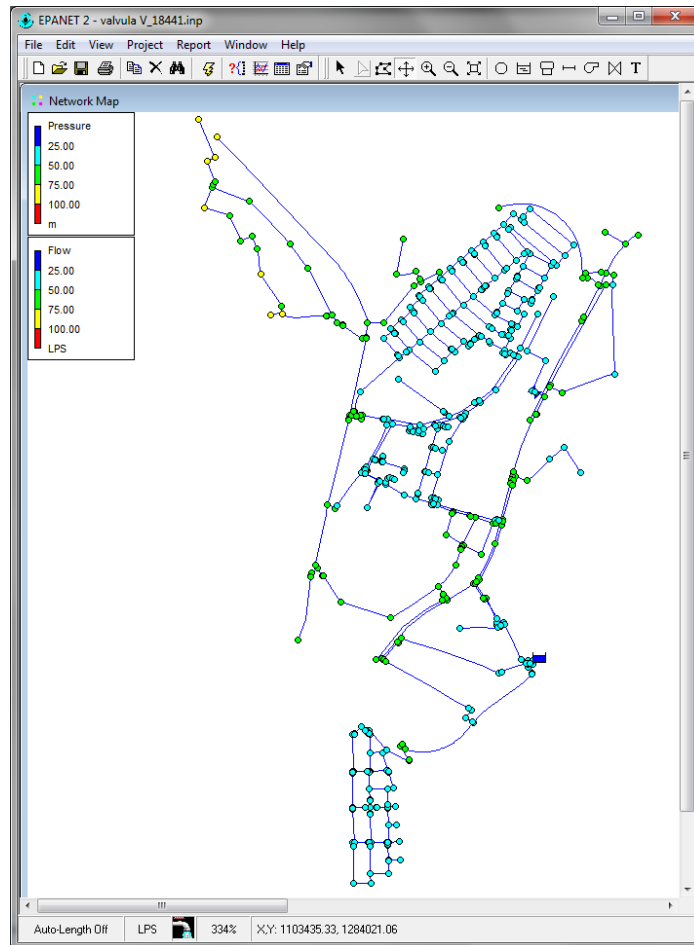 EPANET 2 - valvula V_18441.inp
File Edit View Project Report Window Help
T
Network Map
Pressure
25.00
50.00
75.00
100.00
m
Flow
25.00
50.00
75.00
100.00
LPS
Auto-Length Off LPS 334% X,Y: 1103435.33, 1284021.06